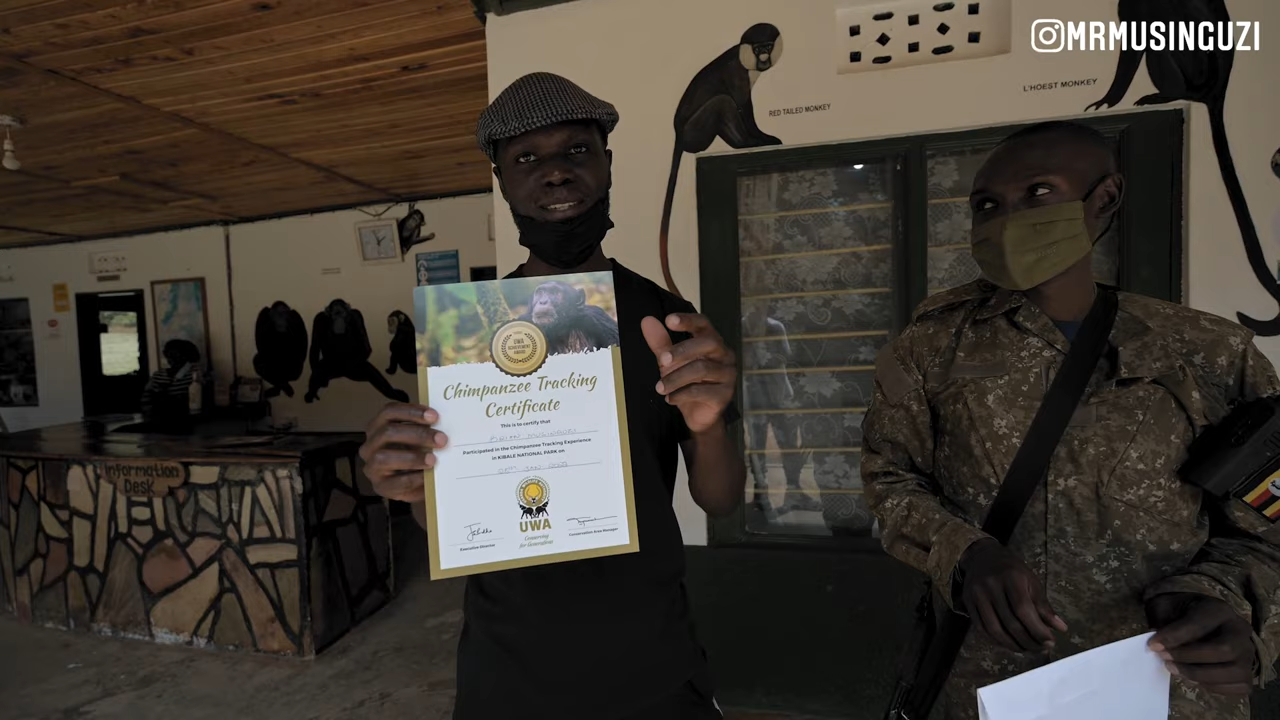 @MRMUSINGUZI
RED TAILED MONKEY
L'HOEST MONKEY
Information
Desk
UWA
Chimpanzee Tracking
Certificate
This is to certify that
Participated in the Chimpanzee Tracking Experience
in KIBALE NATIONAL PARK on
UWA
Conserving
for Generations
Executive Director
Conservation Area Manager